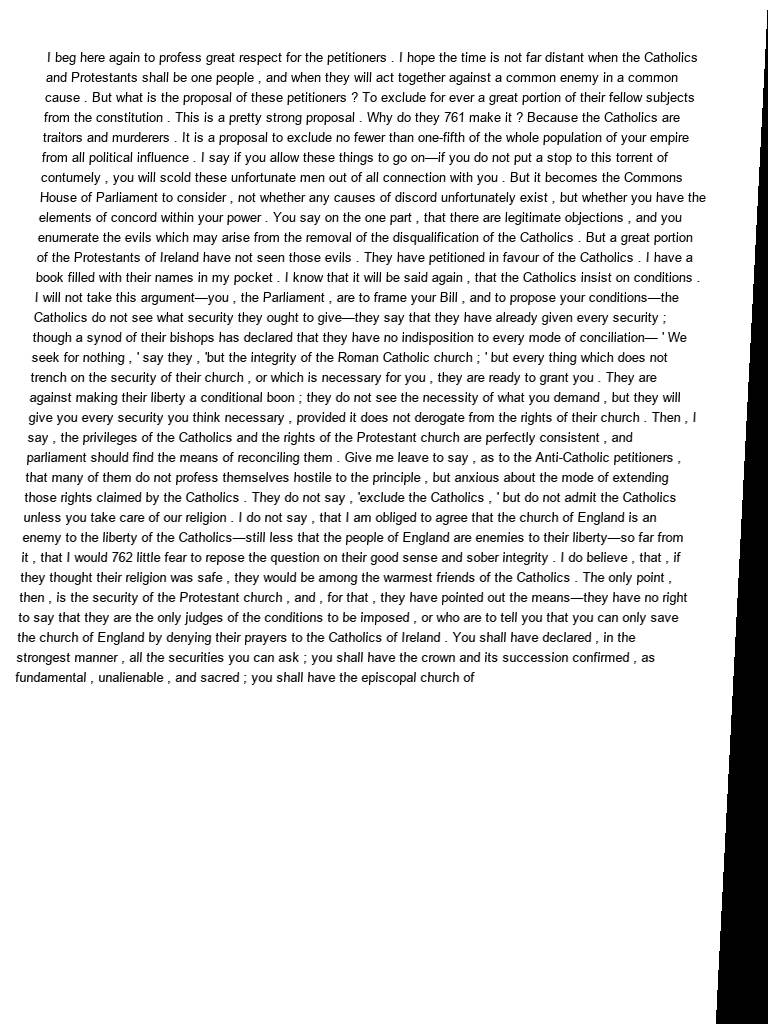 I beg here again to profess great respect for the petitioners . I hope the time is not far distant when the Catholics
and Protestants shall be one people , and when they will act together against a common enemy in a common
cause . But what is the proposal of these petitioners ? To exclude for ever a great portion of their fellow subjects
from the constitution . This is a pretty strong proposal . Why do they 761 make it ? Because the Catholics are
traitors and murderers . It is a proposal to exclude no fewer than one-fifth of the whole population of your empire
from all political influence . I say if you allow these things to go on—if you do not put a stop to this torrent of
contumely , you will scold these unfortunate men out of all connection with you . But it becomes the Commons
House of Parliament to consider , not whether any causes of discord unfortunately exist , but whether you have the
elements of concord within your power . You say on the one part , that there are legitimate objections , and you
enumerate the evils which may arise from the removal of the disqualification of the Catholics . But a great portion
of the Protestants of Ireland have not seen those evils . They have petitioned in favour of the Catholics . I have a
book filled with their names in my pocket . I know that it will be said again , that the Catholics insist on conditions .
I will not take this argument—you , the Parliament , are to frame your Bill , and to propose your conditions—the
Catholics do not see what security they ought to give—they say that they have already given every security ;
though a synod of their bishops has declared that they have no indisposition to every mode of conciliation— ' We
seek for nothing , ' say they , 'but the integrity of the Roman Catholic church ; ' but every thing which does not
trench on the security of their church , or which is necessary for you , they are ready to grant you . They are
against making their liberty a conditional boon ; they do not see the necessity of what you demand , but they will
give you every security you think necessary , provided it does not derogate from the rights of their church . Then , I
say , the privileges of the Catholics and the rights of the Protestant church are perfectly consistent , and
parliament should find the means of reconciling them . Give me leave to say , as to the Anti-Catholic petitioners ,
that many of them do not profess themselves hostile to the principle , but anxious about the mode of extending
those rights claimed by the Catholics . They do not say , 'exclude the Catholics , ' but do not admit the Catholics
unless you take care of our religion . I do not say , that I am obliged to agree that the church of England is an
enemy to the liberty of the Catholics—still less that the people of England are enemies to their liberty—so far from
it , that I would 762 little fear to repose the question on their good sense and sober integrity . I do believe , that , if
they thought their religion was safe , they would be among the warmest friends of the Catholics . The only point ,
then , is the security of the Protestant church , and , for that , they have pointed out the means—they have no right
to say that they are the only judges of the conditions to be imposed , or who are to tell you that you can only save
the church of England by denying their prayers to the Catholics of Ireland . You shall have declared , in the
strongest manner , all the securities you can ask ; you shall have the crown and its succession confirmed , as
fundamental , unalienable , and sacred ; you shall have the episcopal church of